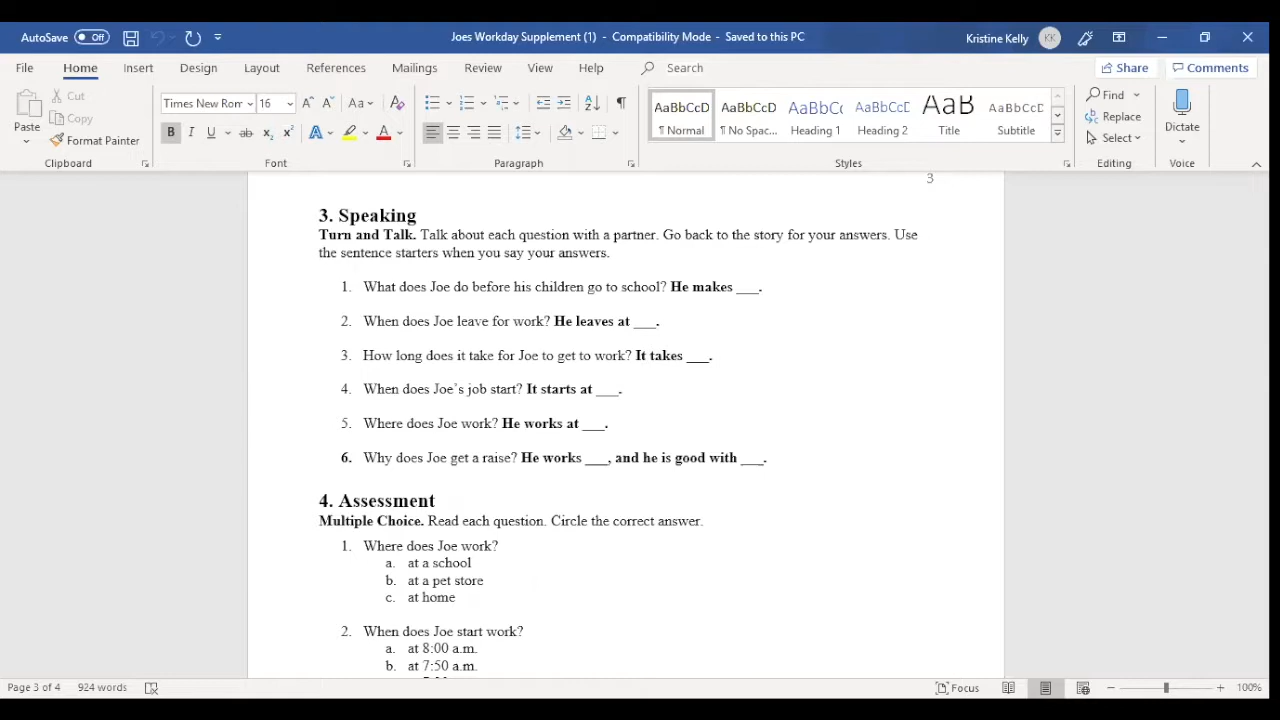 AutoSave Off Joes Workday Supplement (1) - Compatibility Mode - Saved to this PC Kristine Kelly KK
File Home Insert Design Layout References Mailings Review View Help Search Share Comments
Paste Cut Copy Format Painter
Times New Rom 16 Aa
B I U ab x₂ x² A A
AaBbCcD AaBbCcD AaBbCc AaBbCcD AaB AaBbCcD
¶ Normal ¶ No Spac... Heading 1 Heading 2 Title Subtitle
Find Replace Select Dictate
Clipboard Font Paragraph Styles Editing Voice
3
3. Speaking
Turn and Talk. Talk about each question with a partner. Go back to the story for your answers. Use
the sentence starters when you say your answers.
1. What does Joe do before his children go to school? He makes ___.
2. When does Joe leave for work? He leaves at ___.
3. How long does it take for Joe to get to work? It takes ___.
4. When does Joe’s job start? It starts at ___.
5. Where does Joe work? He works at ___.
6. Why does Joe get a raise? He works ___, and he is good with ___.
4. Assessment
Multiple Choice. Read each question. Circle the correct answer.
1. Where does Joe work?
a. at a school
b. at a pet store
c. at home
2. When does Joe start work?
a. at 8:00 a.m.
b. at 7:50 a.m.
Page 3 of 4 924 words Focus 100%